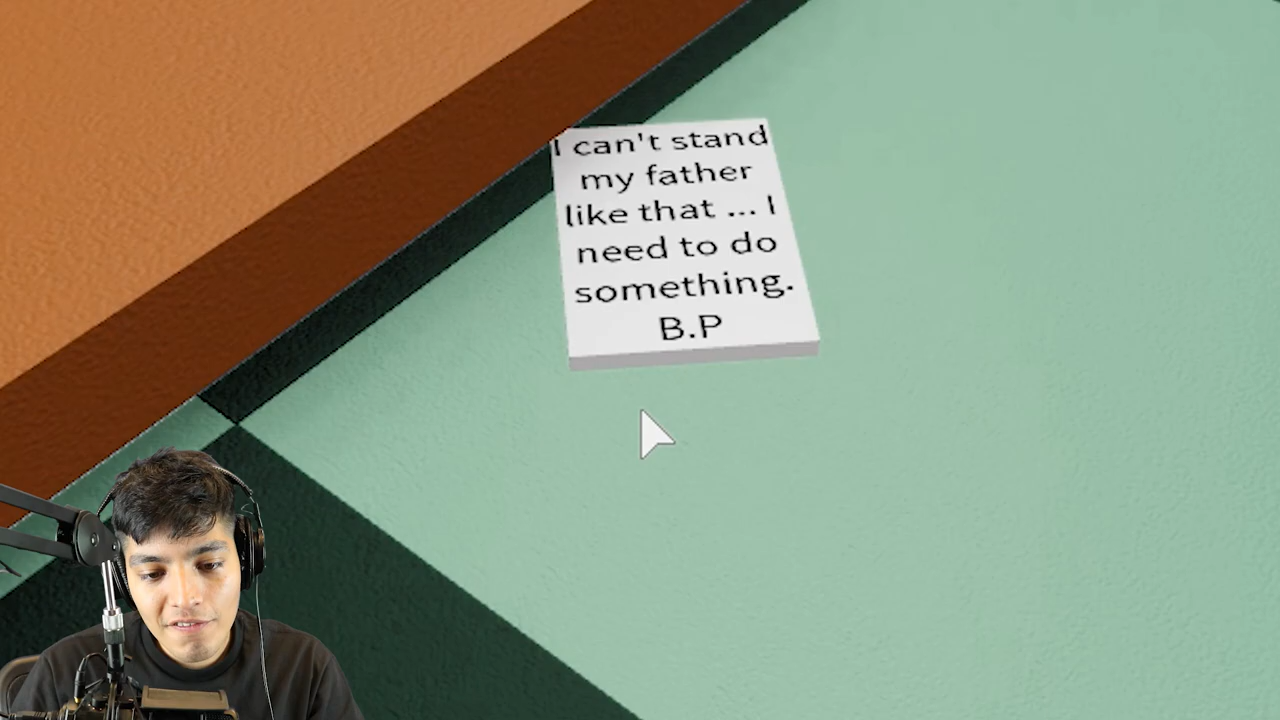 I can't stand
my father
like that ... I
need to do
something.
B.P